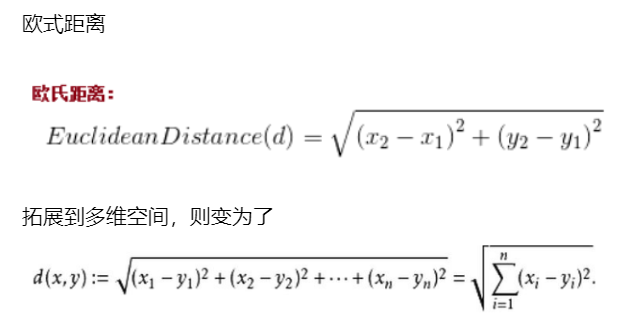 欧式距离
欧氏距离：
EuclideanDistance(d) = √((x₂ − x₁)² + (y₂ − y₁)²)
拓展到多维空间，则变为了
d(x,y) := √((x₁ − y₁)² + (x₂ − y₂)² + ··· + (xₙ − yₙ)²) = √(∑ᵢ₌₁ⁿ (xᵢ − yᵢ)²).